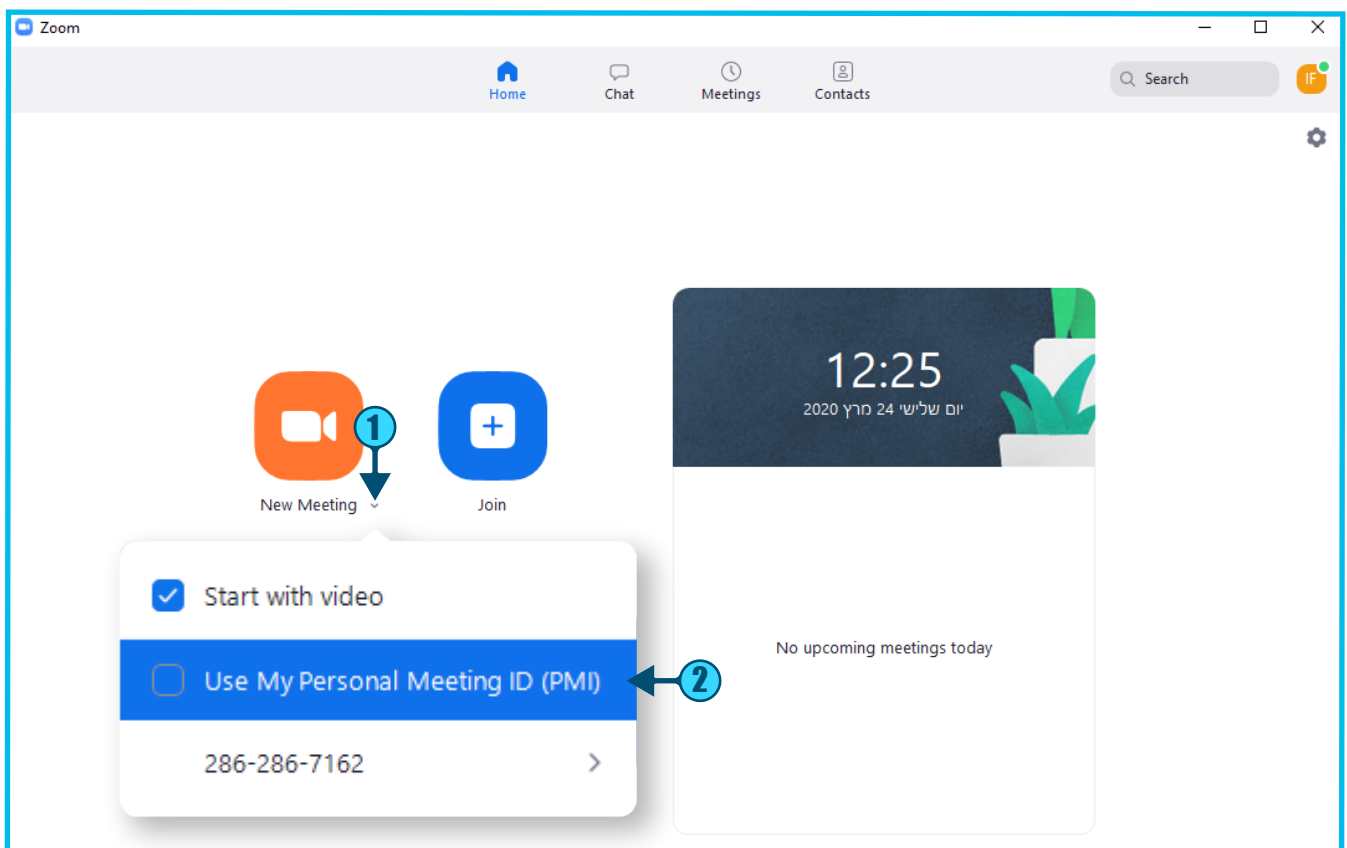 Zoom
Home
Chat
Meetings
Contacts
Search
IF
12:25
יום שלישי 24 מרץ 2020
1
New Meeting
Join
Start with video
Use My Personal Meeting ID (PMI)
2
286-286-7162
No upcoming meetings today